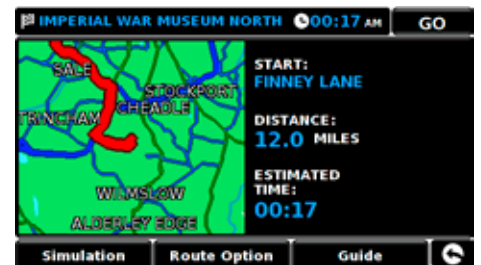 IMPERIAL WAR MUSEUM NORTH 00:17 AM GO
SALE
STOCKPORT
CHEADLE
TRINCHAM
WILMSLOW
ALDERLEY EDGE
START:
FINNEY LANE
DISTANCE:
12.0 MILES
ESTIMATED
TIME:
00:17
Simulation Route Option Guide